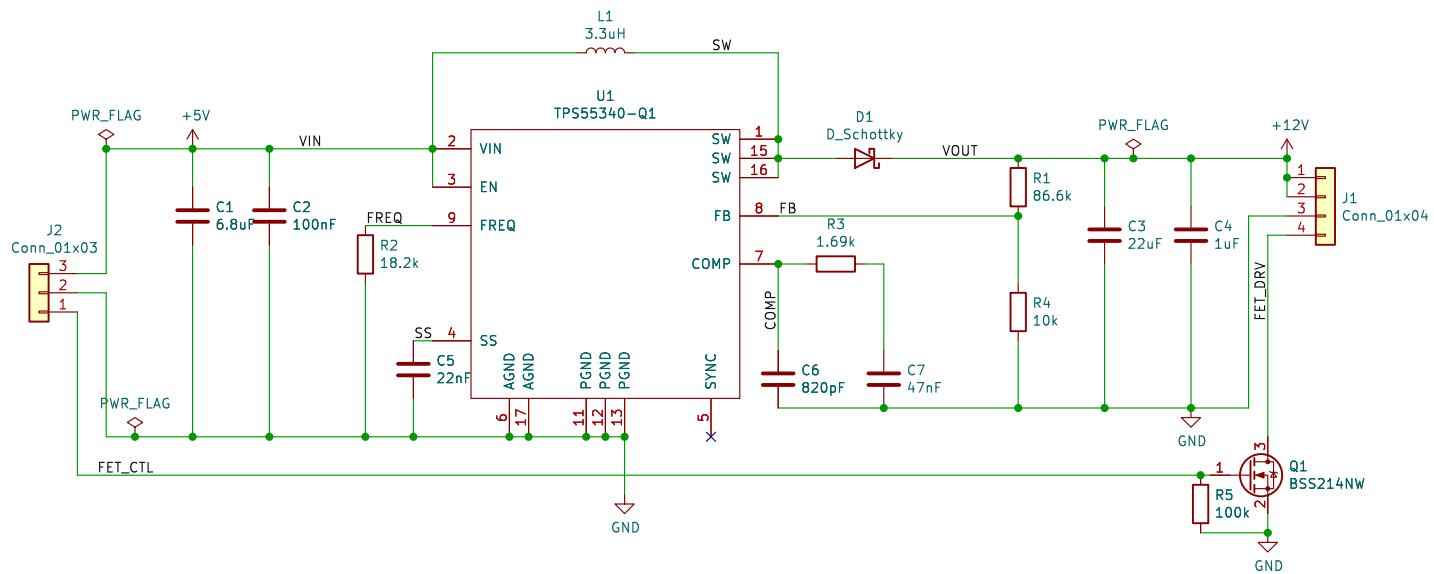 L1
3.3uH
SW
U1
TPS55340-Q1
PWR_FLAG
+5V
VIN
2
VIN
3
EN
FREQ
9
FREQ
SS
4
SS
SW
1
SW
15
SW
16
FB
8
FB
COMP
7
COMP
AGND
6
AGND
17
PGND
11
PGND
12
PGND
13
SYNC
5
D1
D_Schottky
VOUT
PWR_FLAG
+12V
R1
86.6k
R3
1.69k
R4
10k
C3
22uF
C4
1uF
1
2
3
4
J1
Conn_01x04
FET_DRV
C1
6.8uF
C2
100nF
R2
18.2k
J2
Conn_01x03
3
2
1
C5
22nF
C6
820pF
C7
47nF
PWR_FLAG
GND
FET_CTL
GND
3
1
2
Q1
BSS214NW
R5
100k
GND